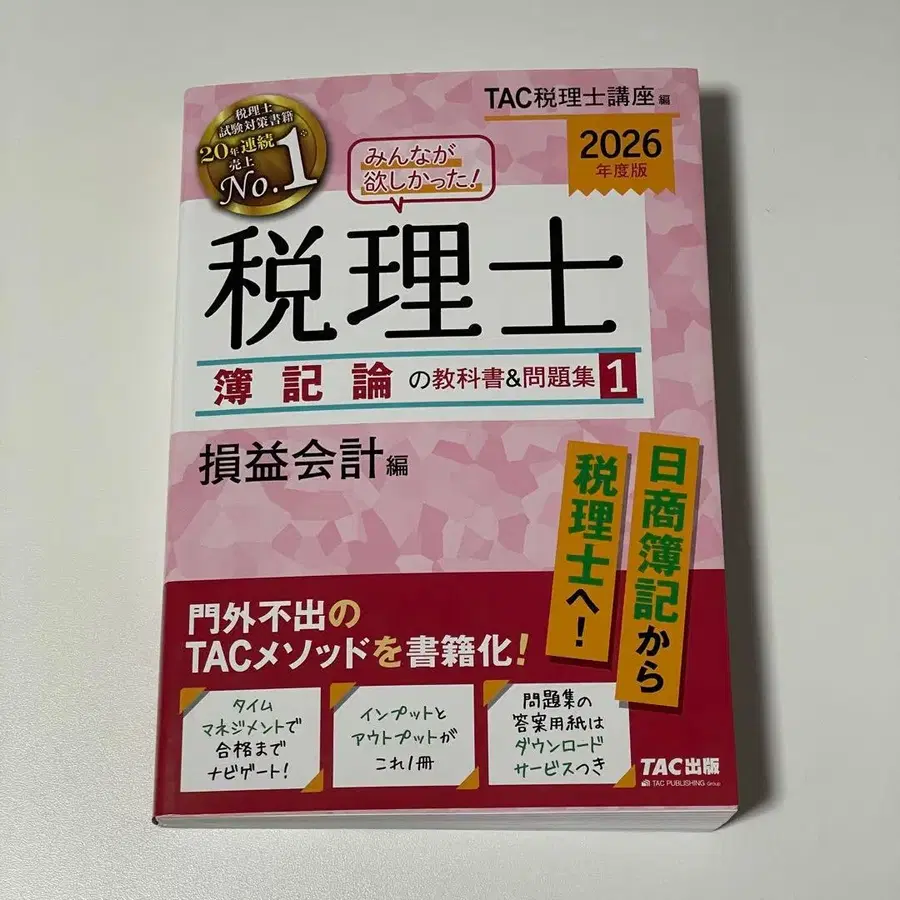 TAC税理士講座 編
2026
年度版
税理士
試験対策書籍
20年連続
売上
No.1※
みんなが
欲しかった!
税理士
簿記論の教科書&問題集 1
損益会計編
日商簿記から
税理士へ!
門外不出の
TACメソッドを書籍化!
タイム
マネジメントで
合格まで
ナビゲート!
インプットと
アウトプットが
これ1冊
問題集の
答案用紙は
ダウンロード
サービスつき
TAC出版
TAC PUBLISHING Group